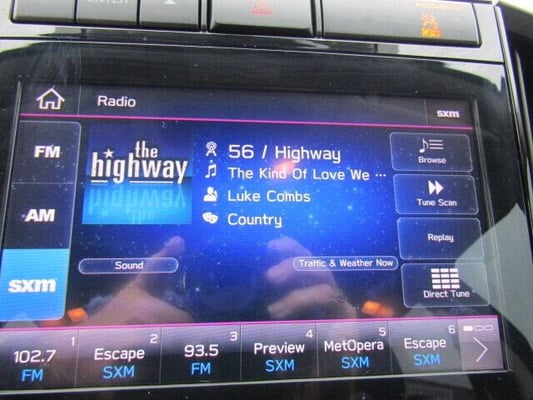 ENTER
Radio
sxm
FM
AM
sxm
the
highway
56 / Highway
The Kind Of Love We ...
Luke Combs
Country
Browse
Tune Scan
Replay
Direct Tune
Sound
Traffic & Weather Now
1
102.7
FM
2
Escape
SXM
3
93.5
FM
4
Preview
SXM
5
MetOpera
SXM
6
Escape
SXM